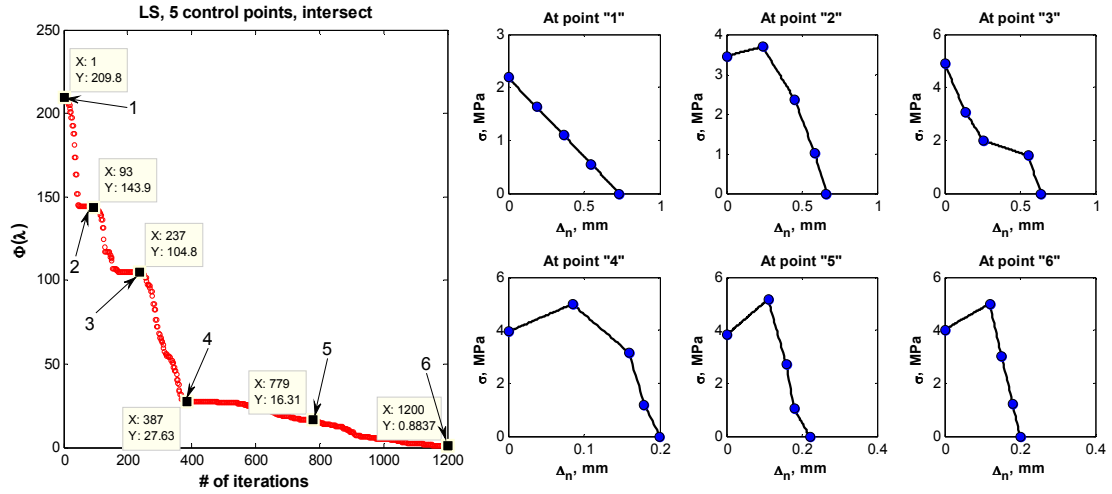 LS, 5 control points, intersect
250
200
150
100
50
0
Φ(λ)
X: 1
Y: 209.8
1
X: 93
Y: 143.9
2
X: 237
Y: 104.8
3
4
X: 387
Y: 27.63
X: 779
Y: 16.31
5
6
X: 1200
Y: 0.8837
0 200 400 600 800 1000 1200
# of iterations
At point "1"
3
2
1
0
σ, MPa
0 0.5 1
Δn, mm
At point "2"
4
3
2
1
0
σ, MPa
0 0.5 1
Δn, mm
At point "3"
6
4
2
0
σ, MPa
0 0.5 1
Δn, mm
At point "4"
6
4
2
0
σ, MPa
0 0.1 0.2
Δn, mm
At point "5"
6
4
2
0
σ, MPa
0 0.2 0.4
Δn, mm
At point "6"
6
4
2
0
σ, MPa
0 0.2 0.4
Δn, mm